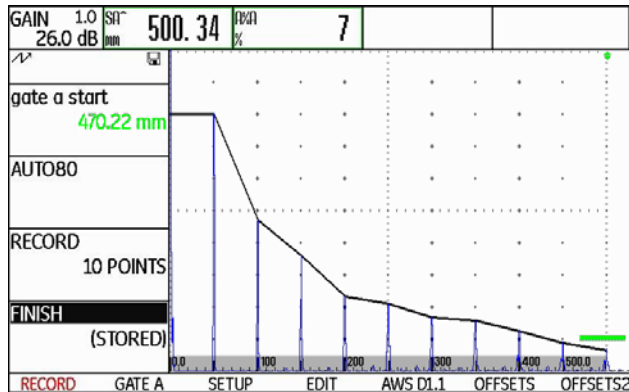 GAIN 1.0
26.0 dB
SA^
mm
500.34
A%A
%
7
gate a start
470.22 mm
AUTO80
RECORD
10 POINTS
FINISH
(STORED)
0.0 100 200 300 400 500.0
RECORD GATE A SETUP EDIT AWS D1.1 OFFSETS OFFSETS2